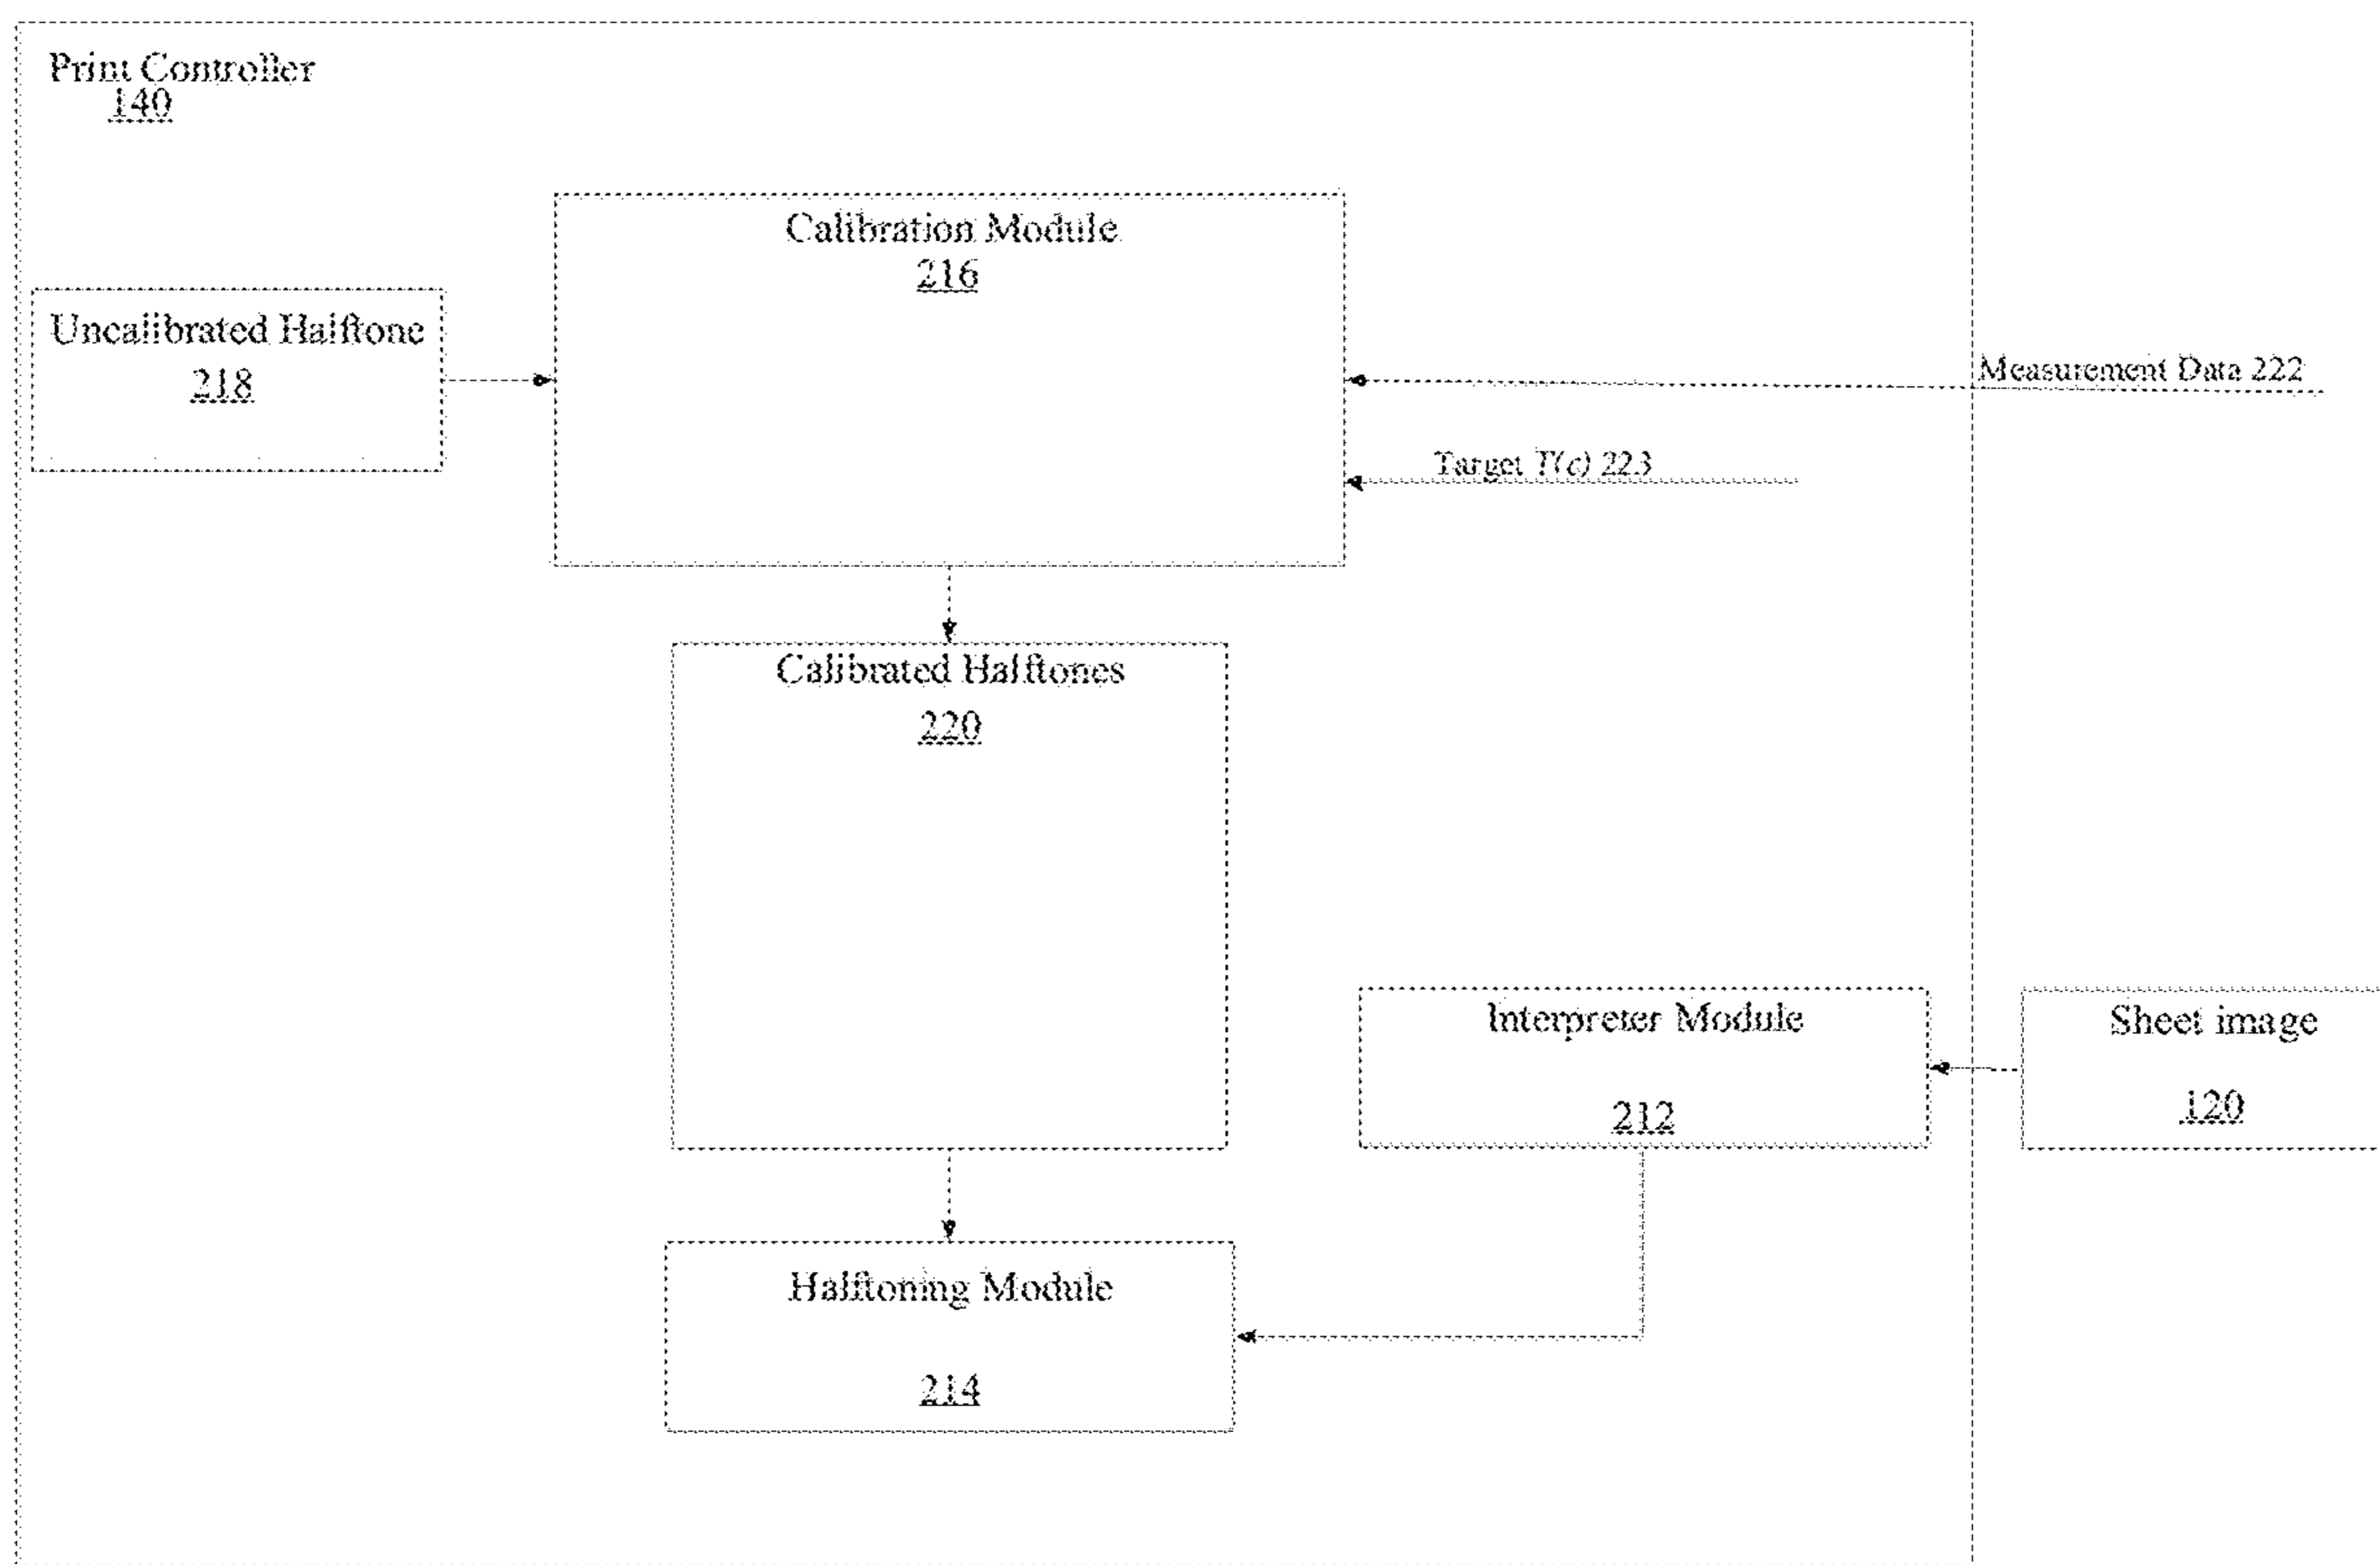 Print Controller
140
Calibration Module
216
Uncalibrated Halftone
218
Measurement Data 222
Target T(c) 223
Calibrated Halftones
220
Interpreter Module
212
Sheet image
120
Halftoning Module
214